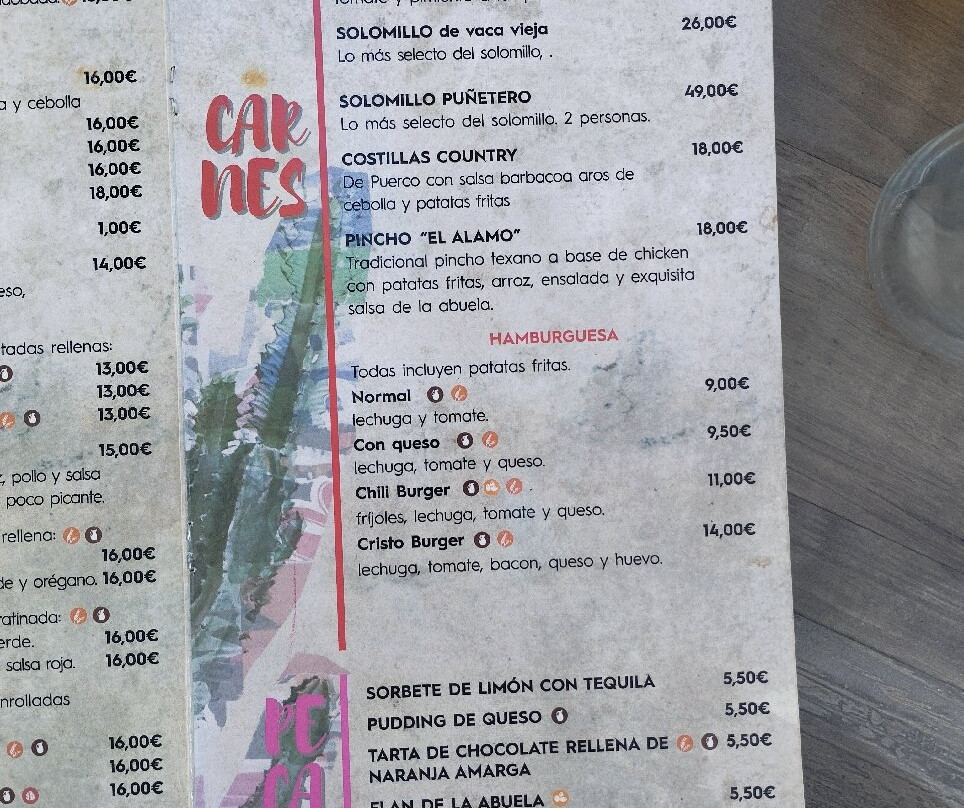 16,00€
a y cebolla
16,00€
16,00€
16,00€
18,00€
1,00€
14,00€
eso,
tadas rellenas:
13,00€
13,00€
13,00€
15,00€
, pollo y salsa
poco picante.
rellena:
16,00€
de y orégano. 16,00€
ratinada:
erde. 16,00€
salsa roja. 16,00€
nrolladas
16,00€
16,00€
16,00€
CAR
NES
SOLOMILLO de vaca vieja 26,00€
Lo más selecto del solomillo, .
SOLOMILLO PUÑETERO 49,00€
Lo más selecto del solomillo. 2 personas.
COSTILLAS COUNTRY 18,00€
De Puerco con salsa barbacoa aros de
cebolla y patatas fritas
PINCHO “EL ALAMO” 18,00€
Tradicional pincho texano a base de chicken
con patatas fritas, arroz, ensalada y exquisita
salsa de la abuela.
HAMBURGUESA
Todas incluyen patatas fritas.
Normal 9,00€
lechuga y tomate.
Con queso 9,50€
lechuga, tomate y queso.
Chili Burger 11,00€
fríjoles, lechuga, tomate y queso.
Cristo Burger 14,00€
lechuga, tomate, bacon, queso y huevo.
PE
CA
SORBETE DE LIMÓN CON TEQUILA 5,50€
PUDDING DE QUESO 5,50€
TARTA DE CHOCOLATE RELLENA DE 5,50€
NARANJA AMARGA
FLAN DE LA ABUELA 5,50€